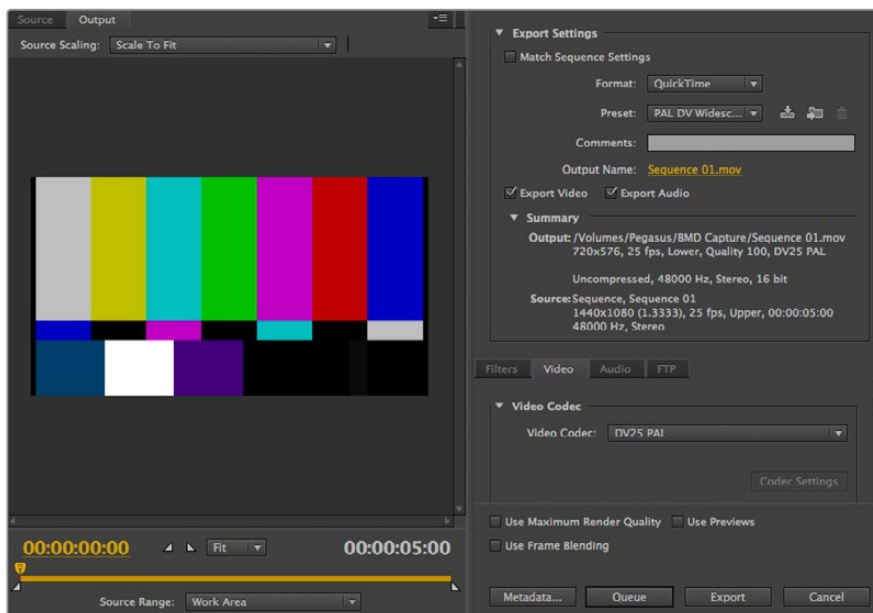 Source Output
Source Scaling: Scale To Fit
00:00:00:00 Fit 00:00:05:00
Source Range: Work Area
Export Settings
Match Sequence Settings
Format: QuickTime
Preset: PAL DV Widesc...
Comments:
Output Name: Sequence 01.mov
Export Video Export Audio
Summary
Output: /Volumes/Pegasus/BMD Capture/Sequence 01.mov
720x576, 25 fps, Lower, Quality 100, DV25 PAL
Uncompressed, 48000 Hz, Stereo, 16 bit
Source: Sequence, Sequence 01
1440x1080 (1.3333), 25 fps, Upper, 00:00:05:00
48000 Hz, Stereo
Filters Video Audio FTP
Video Codec
Video Codec: DV25 PAL
Codec Settings
Use Maximum Render Quality Use Previews
Use Frame Blending
Metadata... Queue Export Cancel